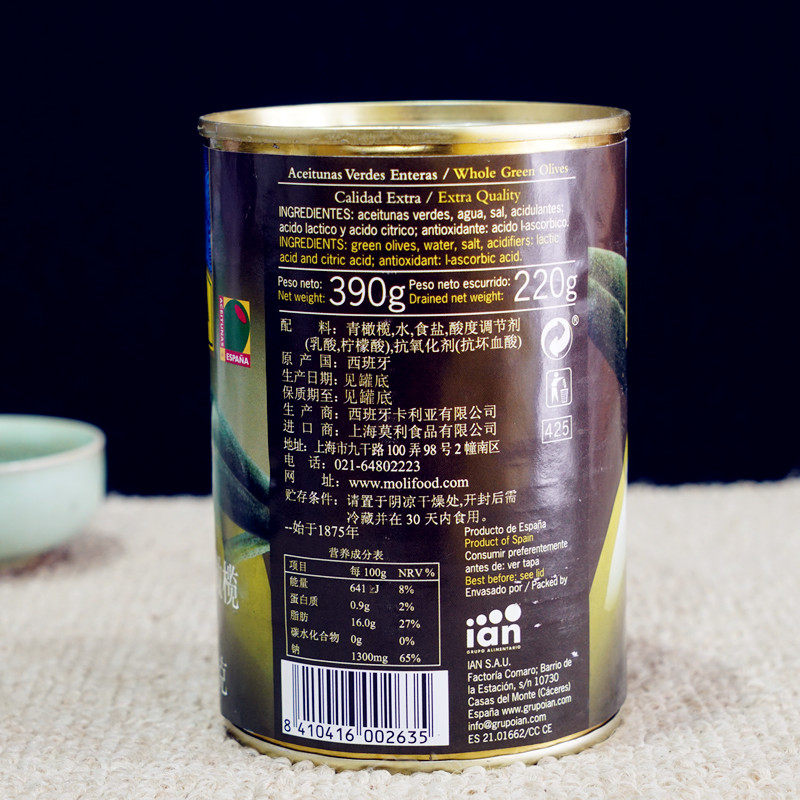 Aceitunas Verdes Enteras / Whole Green Olives
Calidad Extra / Extra Quality
INGREDIENTES: aceitunas verdes, agua, sal, acidulantes:
acido lactico y acido citrico; antioxidante: acido l-ascorbico.
INGREDIENTS: green olives, water, salt, acidifiers: lactic
acid and citric acid; antioxidant: l-ascorbic acid.
Peso neto: 390g Peso neto escurrido: 220g
Net weight: Drained net weight:
配 料: 青橄榄,水,食盐,酸度调节剂
(乳酸,柠檬酸),抗氧化剂(抗坏血酸)
原 产 国: 西班牙
生产日期: 见罐底
保质期至: 见罐底
生 产 商: 西班牙卡利亚有限公司
进 口 商: 上海莫利食品有限公司
地址: 上海市九干路 100 弄 98 号 2 幢南区
电 话: 021-64802223
网 址: www.molifood.com
贮存条件: 请置于阴凉干燥处,开封后需
冷藏并在 30 天内食用。
--始于1875年
ACEITUNAS
ESPAÑA
®
425
营养成分表
项目 每 100g NRV %
能量 641 kJ 8%
蛋白质 0.9g 2%
脂肪 16.0g 27%
碳水化合物 0g 0%
钠 1300mg 65%
8 410416 002635
Producto de España
Product of Spain
Consumir preferentemente
antes de: ver tapa
Best before: see lid
Envasado por / Packed by
ian
GRUPO ALIMENTARIO
IAN S.A.U.
Factoría Comaro; Barrio de
la Estación, s/n 10730
Casas del Monte (Cáceres)
España www.grupoian.com
info@grupoian.com
ES 21.01662/CC CE
榄